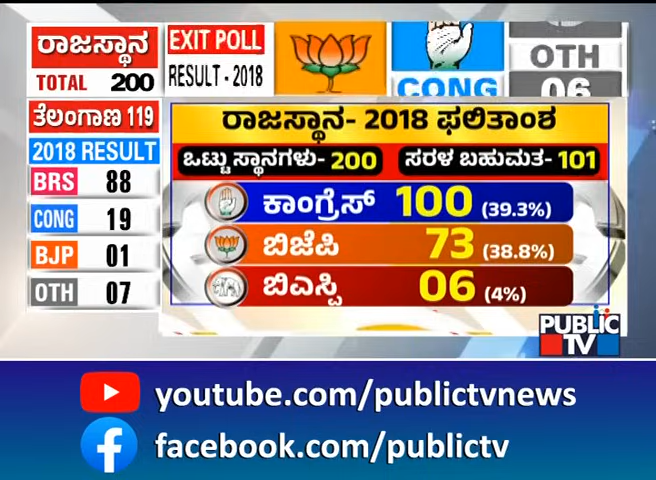 ರಾಜಸ್ಥಾನ
TOTAL 200
EXIT POLL
RESULT - 2018
CONG
OTH
06
ತೆಲಂಗಾಣ 119
2018 RESULT
BRS 88
CONG 19
BJP 01
OTH 07
ರಾಜಸ್ಥಾನ- 2018 ಫಲಿತಾಂಶ
ಒಟ್ಟು ಸ್ಥಾನಗಳು- 200 ಸರಳ ಬಹುಮತ- 101
ಕಾಂಗ್ರೆಸ್ 100 (39.3%)
ಬಿಜೆಪಿ 73 (38.8%)
ಬಿಎಸ್ಪಿ 06 (4%)
PUBLIC
TV
youtube.com/publictvnews
facebook.com/publictv